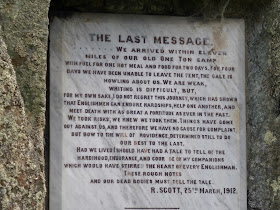 THE LAST MESSAGE.
WE ARRIVED WITHIN ELEVEN
MILES OF OUR OLD ONE TON CAMP
WITH FUEL FOR ONE HOT MEAL AND FOOD FOR TWO DAYS. FOR FOUR
DAYS WE HAVE BEEN UNABLE TO LEAVE THE TENT, THE GALE IS
HOWLING ABOUT US. WE ARE WEAK,
WRITING IS DIFFICULT, BUT,
FOR MY OWN SAKE, I DO NOT REGRET THIS JOURNEY, WHICH HAS SHOWN
THAT ENGLISHMEN CAN ENDURE HARDSHIPS, HELP ONE ANOTHER, AND
MEET DEATH WITH AS GREAT A FORTITUDE AS EVER IN THE PAST.
WE TOOK RISKS, WE KNEW WE TOOK THEM. THINGS HAVE COME
OUT AGAINST US, AND THEREFORE WE HAVE NO CAUSE FOR COMPLAINT,
BUT BOW TO THE WILL OF PROVIDENCE, DETERMINED STILL TO DO
OUR BEST TO THE LAST.
HAD WE LIVED I SHOULD HAVE HAD A TALE TO TELL OF THE
HARDIHOOD, ENDURANCE AND COURAGE OF MY COMPANIONS
WHICH WOULD HAVE STIRRED THE HEART OF EVERY ENGLISHMAN.
THESE ROUGH NOTES
AND OUR DEAD BODIES MUST TELL THE TALE.
R. SCOTT, 25TH MARCH, 1912.